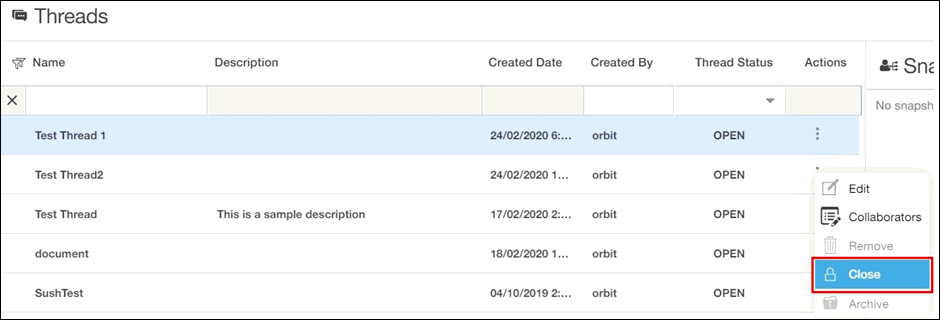 Threads
Sna
Name Description Created Date Created By Thread Status Actions
No snapsh
Test Thread 1 24/02/2020 6:... orbit OPEN
Test Thread2 24/02/2020 1... orbit OPEN
Edit
Test Thread This is a sample description 17/02/2020 2:... orbit OPEN
Collaborators
Remove
document 18/02/2020 1... orbit OPEN
Close
SushTest 04/10/2019 2:... orbit OPEN
Archive